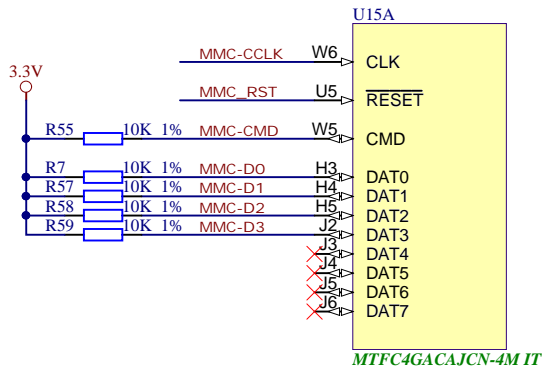 U15A
MMC-CCLK W6 CLK
3.3V
MMC_RST U5 RESET
R55 10K 1% MMC-CMD W5 CMD
R7 10K 1% MMC-D0 H3 DAT0
R57 10K 1% MMC-D1 H4 DAT1
R58 10K 1% MMC-D2 H5 DAT2
R59 10K 1% MMC-D3 J2 DAT3
J3 DAT4
J4 DAT5
J5 DAT6
J6 DAT7
MTFC4GACAJCN-4M IT